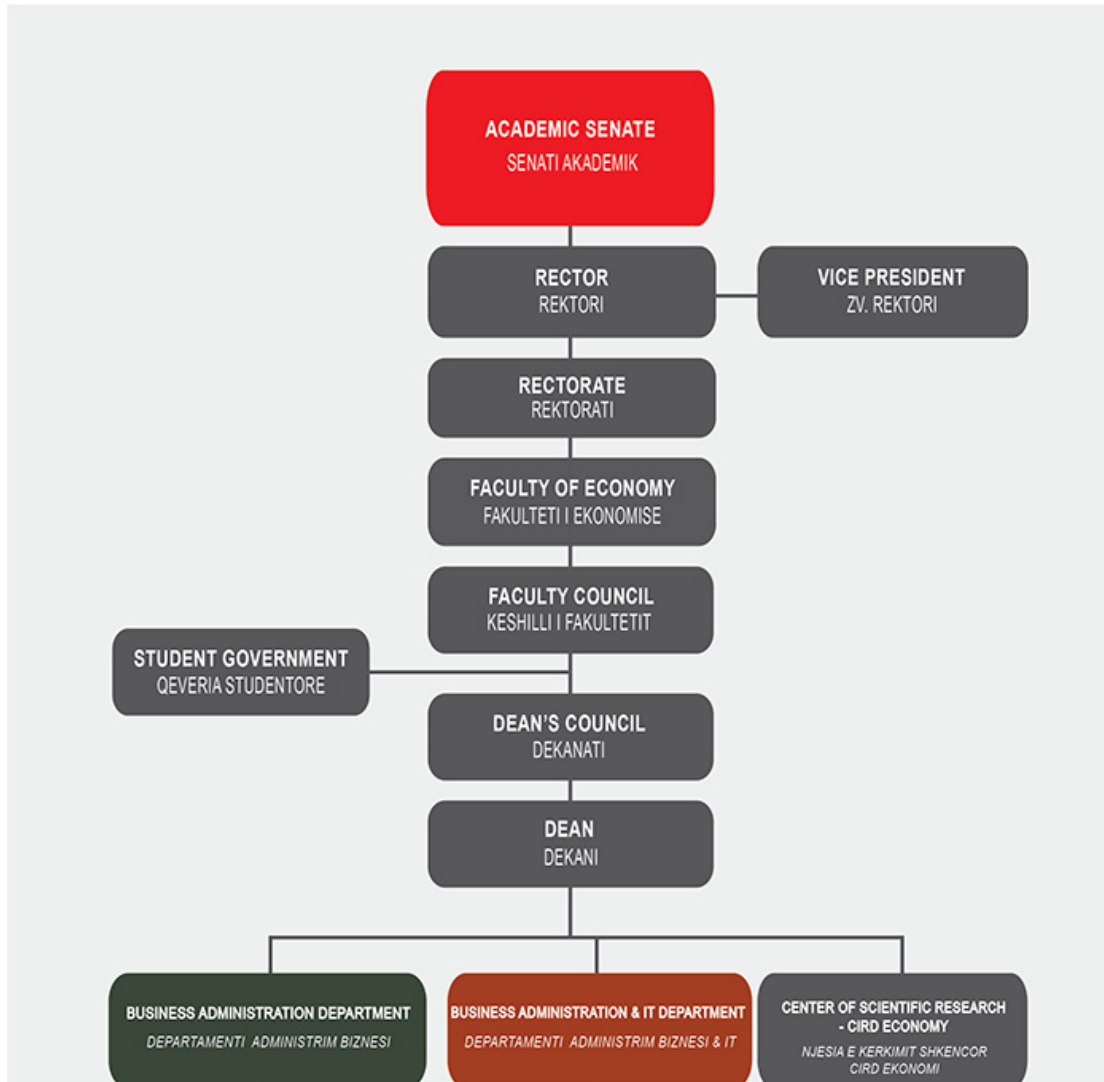 ACADEMIC SENATE
SENATI AKADEMIK
RECTOR
REKTORI
VICE PRESIDENT
ZV. REKTORI
RECTORATE
REKTORATI
FACULTY OF ECONOMY
FAKULTETI I EKONOMISE
FACULTY COUNCIL
KESHILLI I FAKULTETIT
STUDENT GOVERNMENT
QEVERIA STUDENTORE
DEAN'S COUNCIL
DEKANATI
DEAN
DEKANI
BUSINESS ADMINISTRATION DEPARTMENT
DEPARTAMENTI ADMINISTRIM BIZNESI
BUSINESS ADMINISTRATION & IT DEPARTMENT
DEPARTAMENTI ADMINISTRIM BIZNESI & IT
CENTER OF SCIENTIFIC RESEARCH
- CIRD ECONOMY
NJESIA E KERKIMIT SHKENCOR
CIRD EKONOMI